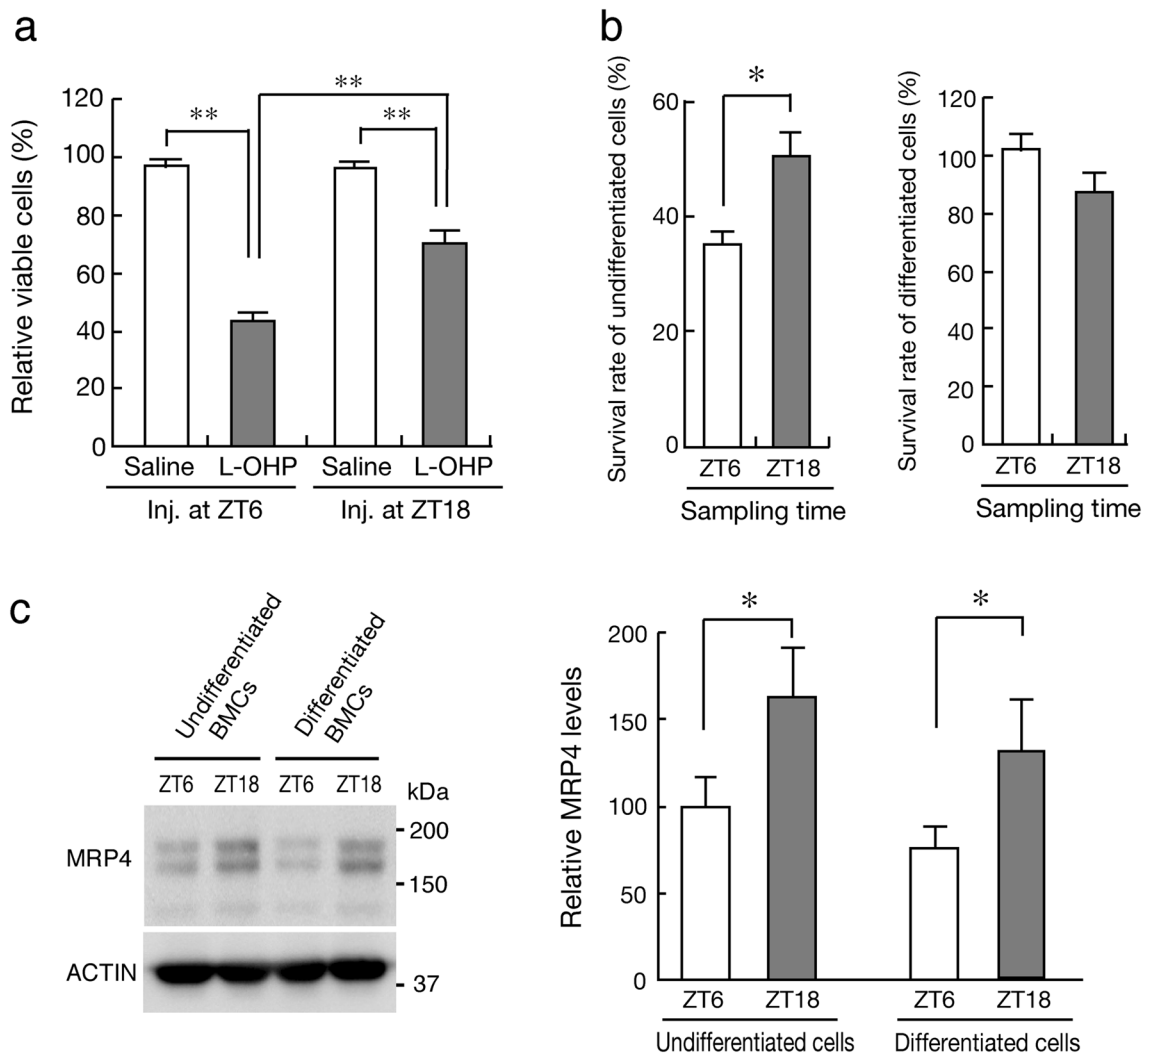 a
Relative viable cells (%)
120
100
80
60
40
20
0
**
**
**
Saline L-OHP Saline L-OHP
Inj. at ZT6 Inj. at ZT18
b
Survival rate of undifferentiated cells (%)
60
40
20
0
*
ZT6 ZT18
Sampling time
Survival rate of differentiated cells (%)
120
100
80
60
40
20
0
ZT6 ZT18
Sampling time
c
Undifferentiated
BMCs
Differentiated
BMCs
ZT6 ZT18 ZT6 ZT18
kDa
MRP4
200
150
ACTIN
37
Relative MRP4 levels
200
150
100
50
0
*
*
ZT6 ZT18 ZT6 ZT18
Undifferentiated cells Differentiated cells